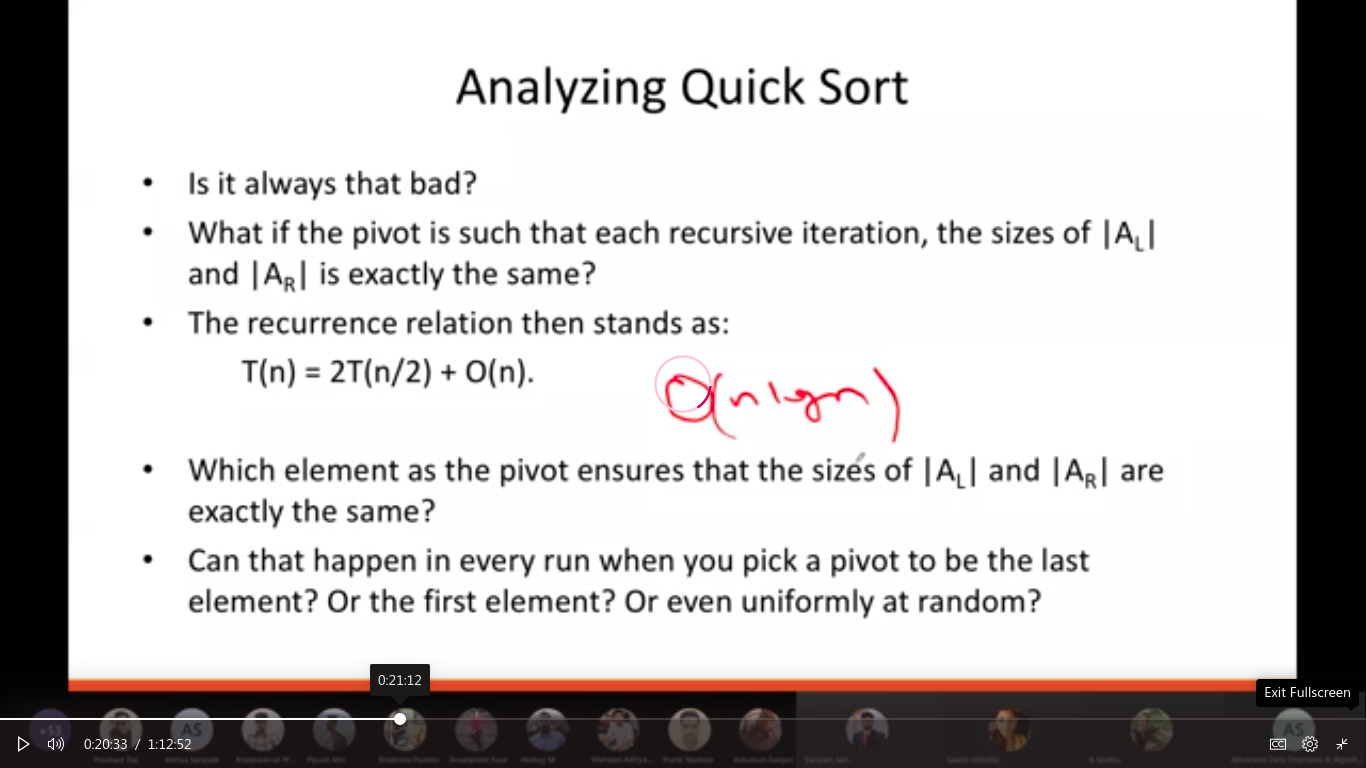 Analyzing Quick Sort
• Is it always that bad?
• What if the pivot is such that each recursive iteration, the sizes of |A_L|
and |A_R| is exactly the same?
• The recurrence relation then stands as:
T(n) = 2T(n/2) + O(n).
O(n log n)
• Which element as the pivot ensures that the sizes of |A_L| and |A_R| are
exactly the same?
• Can that happen in every run when you pick a pivot to be the last
element? Or the first element? Or even uniformly at random?
0:21:12
Exit Fullscreen
AS
AS
0:20:33 / 1:12:52
CC